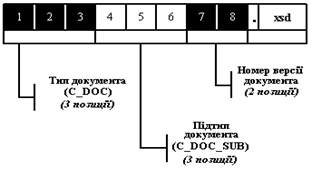 1 2 3 4 5 6 7 8 . xsd
Тип документа
(C_DOC)
(3 позиції)
Номер версії
документа
(2 позиції)
Підтип
документа
(C_DOC_SUB)
(3 позиції)